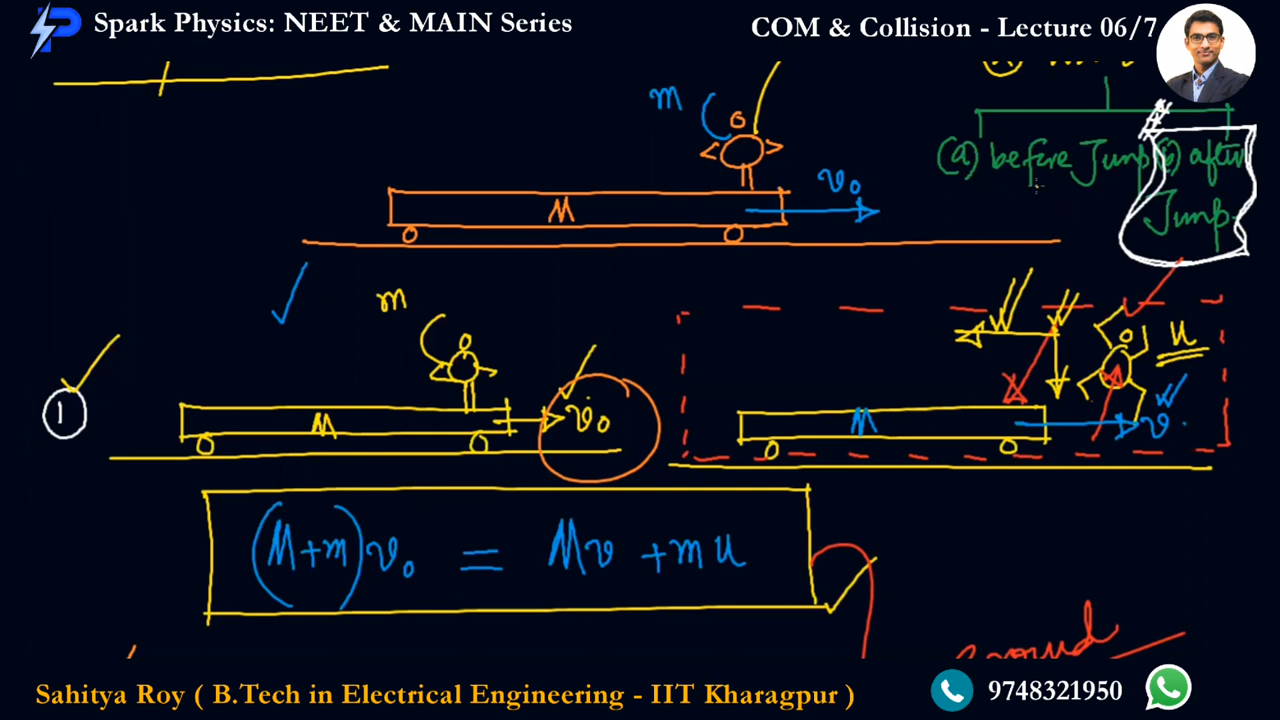 Spark Physics: NEET & MAIN Series
COM & Collision - Lecture 06/7
m
(a) before Jump
(b) after Jump
v₀
M
m
u
v₀
v
M
M
1
(M+m)v₀ = Mv + mu
Ground
Sahitya Roy ( B.Tech in Electrical Engineering - IIT Kharagpur )
9748321950